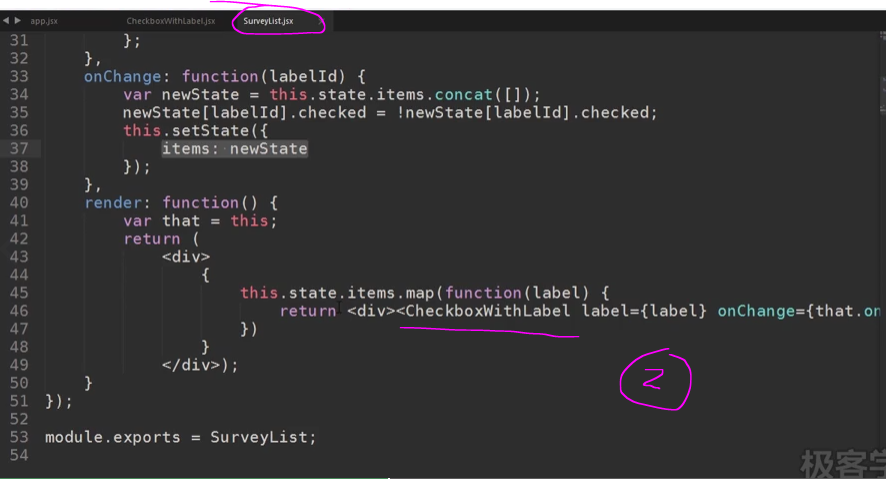 app.jsx CheckboxWithLabel.jsx SurveyList.jsx
31 };
32 },
33 onChange: function(labelId) {
34 var newState = this.state.items.concat([]);
35 newState[labelId].checked = !newState[labelId].checked;
36 this.setState({
37 items: newState
38 });
39 },
40 render: function() {
41 var that = this;
42 return (
43 <div>
44 {
45 this.state.items.map(function(label) {
46 return <div><CheckboxWithLabel label={label} onChange={that.on
47 })
48 }
49 </div>);
50 }
51 });
52
53 module.exports = SurveyList;
54
2
极客学